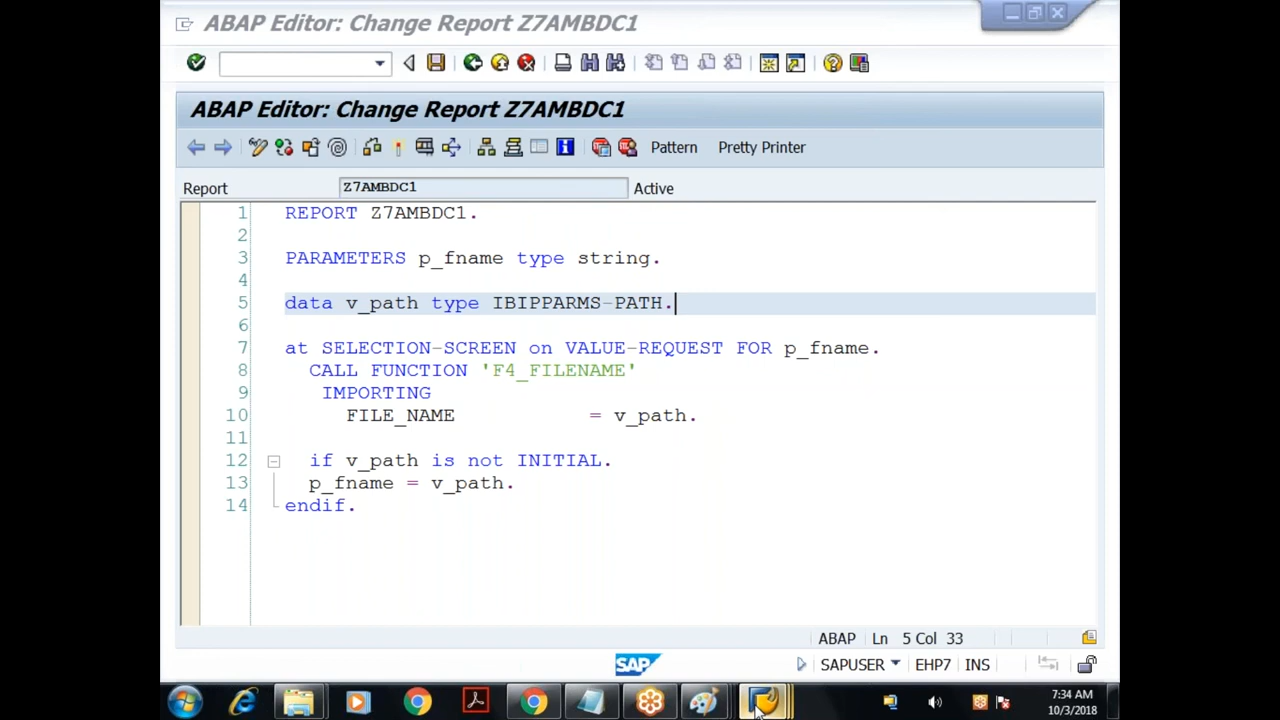 ABAP Editor: Change Report Z7AMBDC1
ABAP Editor: Change Report Z7AMBDC1
Pattern Pretty Printer
Report Z7AMBDC1 Active
1 REPORT Z7AMBDC1.
2
3 PARAMETERS p_fname type string.
4
5 data v_path type IBIPPARMS-PATH.
6
7 at SELECTION-SCREEN on VALUE-REQUEST FOR p_fname.
8 CALL FUNCTION 'F4_FILENAME'
9 IMPORTING
10 FILE_NAME = v_path.
11
12 if v_path is not INITIAL.
13 p_fname = v_path.
14 endif.
ABAP Ln 5 Col 33
SAP SAPUSER EHP7 INS
7:34 AM
10/3/2018